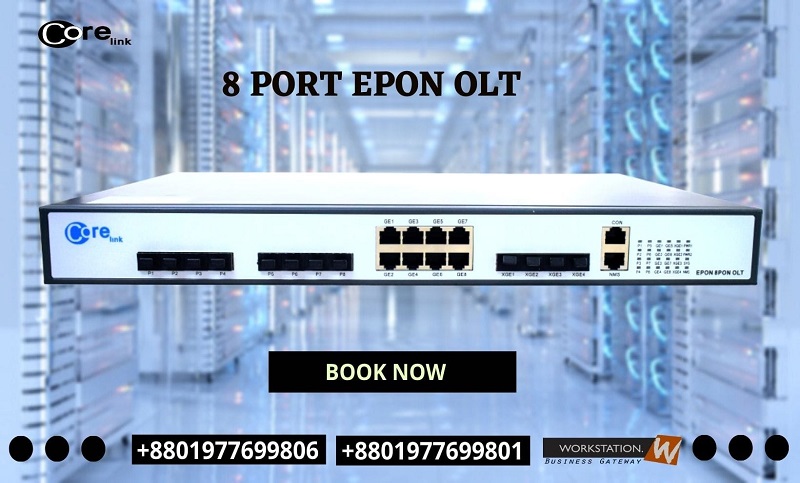 Core link
8 PORT EPON OLT
Core link
GE1 GE3 GE5 GE7
CON
P1 P2 P3 P4
P5 P6 P7 P8
GE2 GE4 GE6 GE8
XGE1 XGE2 XGE3 XGE4
NMS
EPON 8PON OLT
BOOK NOW
+8801977699806
+8801977699801
WORKSTATION.
BUSINESS GATEWAY